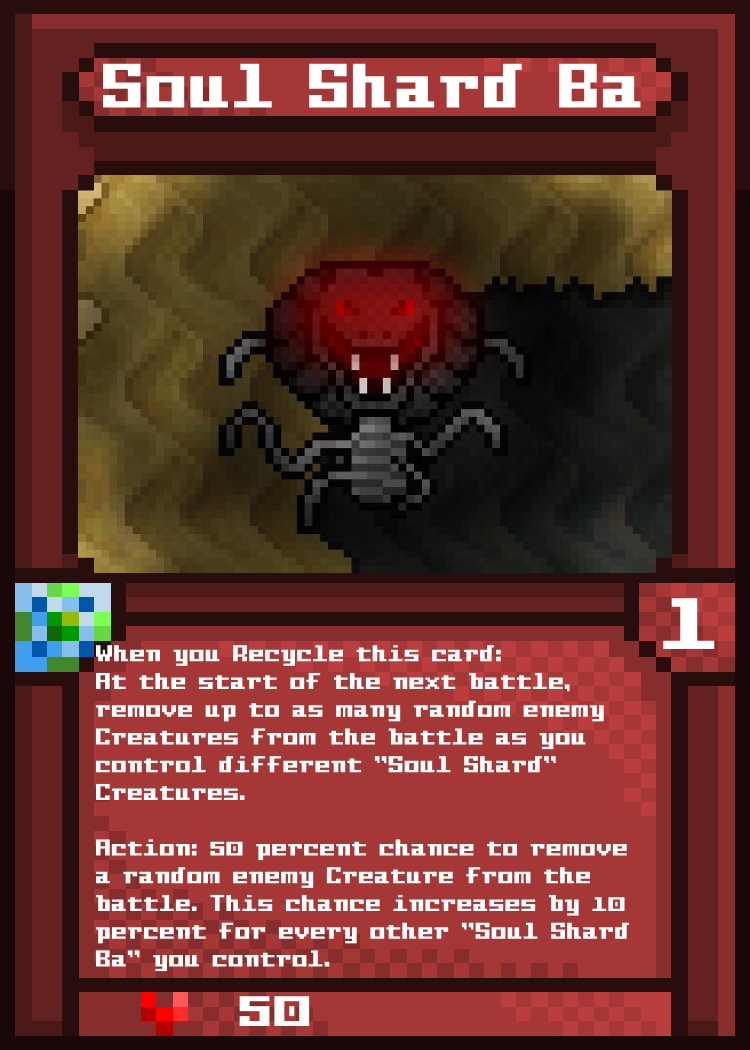 Soul Shard Ba
1
When you Recycle this card:
At the start of the next battle,
remove up to as many random enemy
Creatures from the battle as you
control different "Soul Shard"
Creatures.
Action: 50 percent chance to remove
a random enemy Creature from the
battle. This chance increases by 10
percent for every other "Soul Shard
Ba" you control.
50